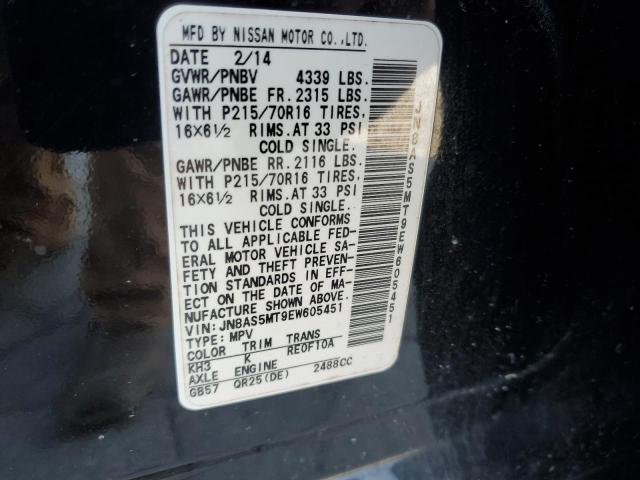 MFD BY NISSAN MOTOR CO.,LTD.
DATE 2/14
GVWR/PNBV 4339 LBS.
GAWR/PNBE FR. 2315 LBS.
WITH P215/70R16 TIRES,
16×6½ RIMS.AT 33 PSI
COLD SINGLE.
GAWR/PNBE RR. 2116 LBS.
WITH P215/70R16 TIRES,
16×6½ RIMS.AT 33 PSI
COLD SINGLE.
THIS VEHICLE CONFORMS
TO ALL APPLICABLE FED-
ERAL MOTOR VEHICLE SA-
FETY AND THEFT PREVEN-
TION STANDARDS IN EFF-
ECT ON THE DATE OF MA-
NUFACTURE SHOWN ABOVE.
VIN: JN8AS5MT9EW605451
TYPE: MPV
COLOR TRIM TRANS
KH3 K RE0F10A
AXLE ENGINE
GB57 QR25(DE) 2488CC
JN8AS5MT9EW605451